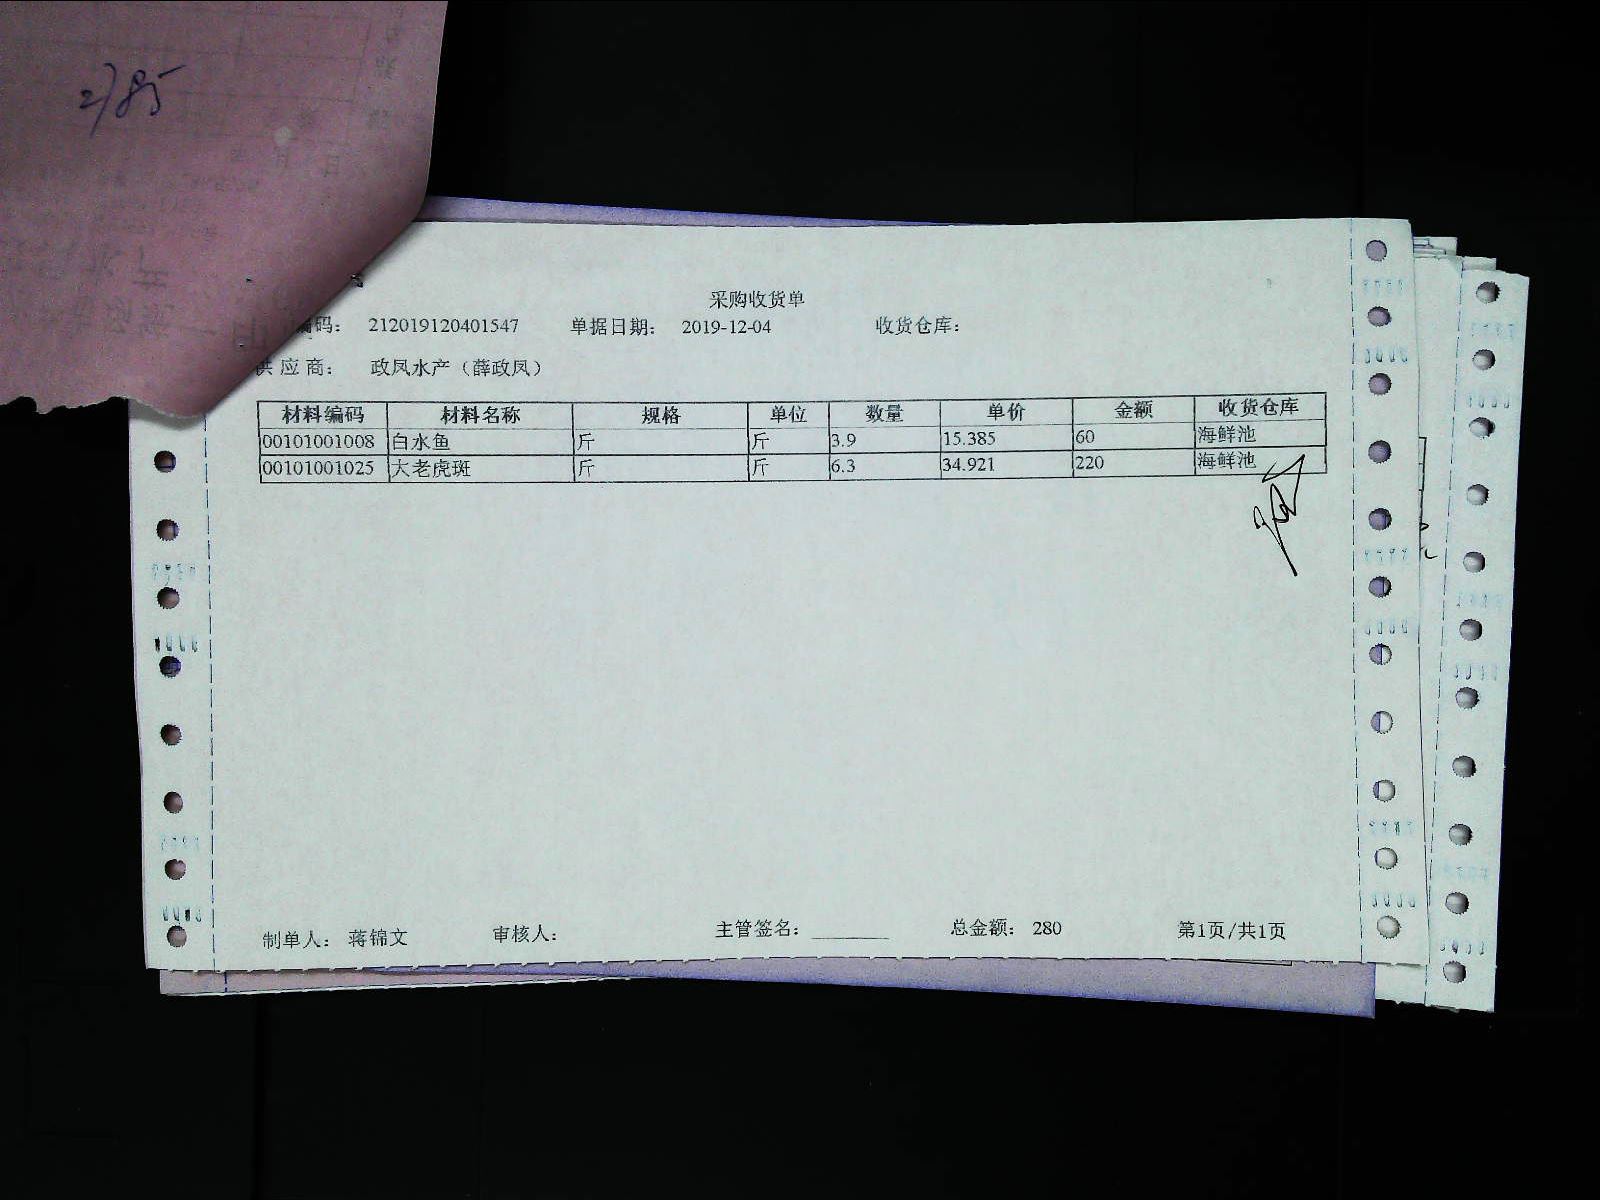 2785
采购收货单
编码： 212019120401547 单据日期： 2019-12-04 收货仓库：
供应商： 政凤水产（薛政凤）
材料编码 材料名称 规格 单位 数量 单价 金额 收货仓库
00101001008 白水鱼 斤 斤 3.9 15.385 60 海鲜池
00101001025 大老虎斑 斤 斤 6.3 34.921 220 海鲜池
制单人： 蒋锦文 审核人： 主管签名： 总金额： 280 第1页/共1页